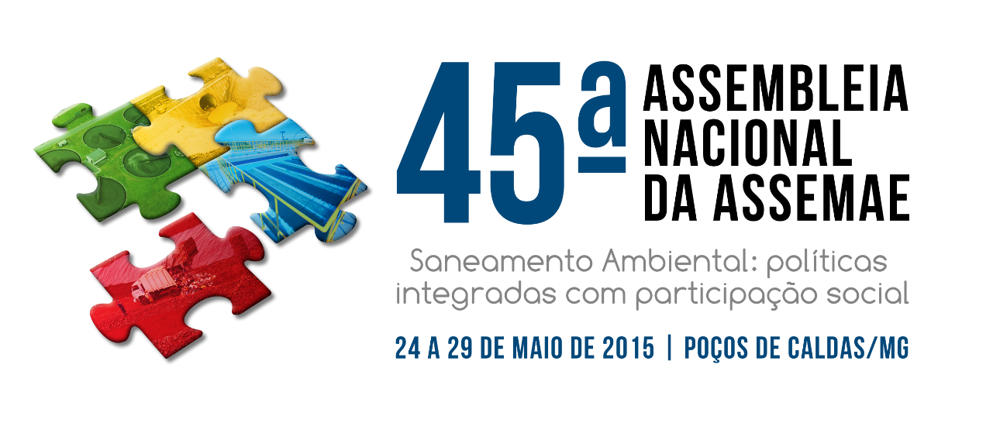 45ª ASSEMBLEIA
NACIONAL
DA ASSEMAE
Saneamento Ambiental: políticas
integradas com participação social
24 A 29 DE MAIO DE 2015 | POÇOS DE CALDAS/MG